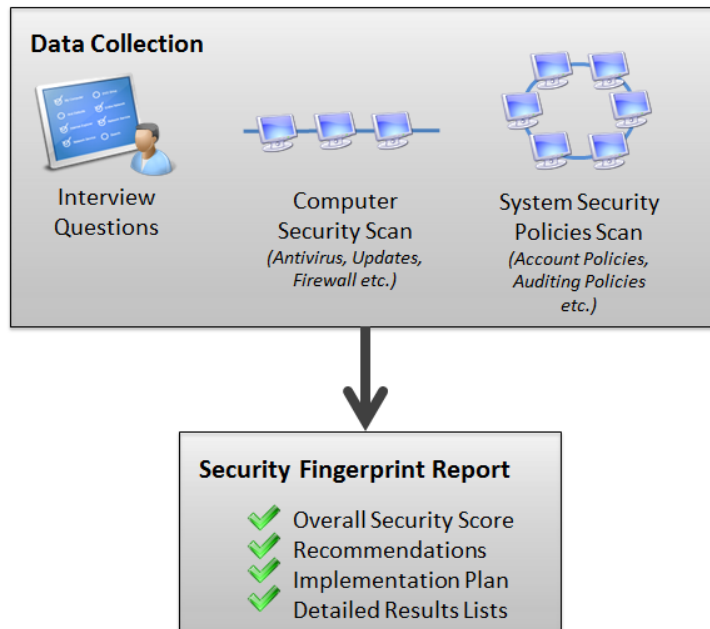 Data Collection
Interview
Questions
Computer
Security Scan
(Antivirus, Updates,
Firewall etc.)
System Security
Policies Scan
(Account Policies,
Auditing Policies
etc.)
Security Fingerprint Report
Overall Security Score
Recommendations
Implementation Plan
Detailed Results Lists